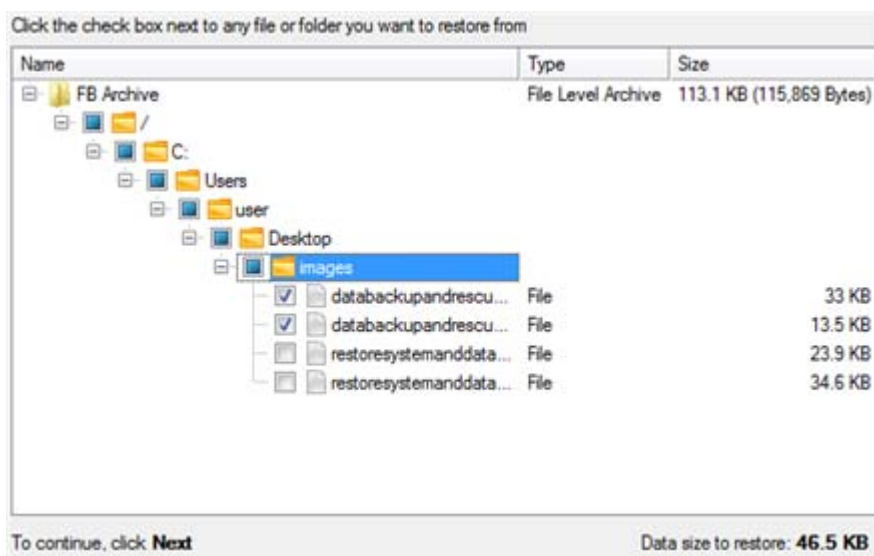 Click the check box next to any file or folder you want to restore from
Name Type Size
FB Archive File Level Archive 113.1 KB (115,869 Bytes)
/
C:
Users
user
Desktop
images
databackupandrescu... File 33 KB
databackupandrescu... File 13.5 KB
restoresystemanddata... File 23.9 KB
restoresystemanddata... File 34.6 KB
To continue, click Next Data size to restore: 46.5 KB